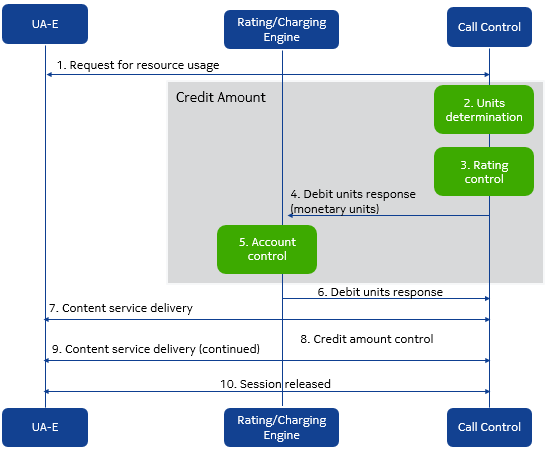 UA-E
Rating/Charging
Engine
Call Control
1. Request for resource usage
Credit Amount
2. Units
determination
3. Rating
control
4. Debit units response
(monetary units)
5. Account
control
6. Debit units response
7. Content service delivery
8. Credit amount control
9. Content service delivery (continued)
10. Session released
UA-E
Rating/Charging
Engine
Call Control